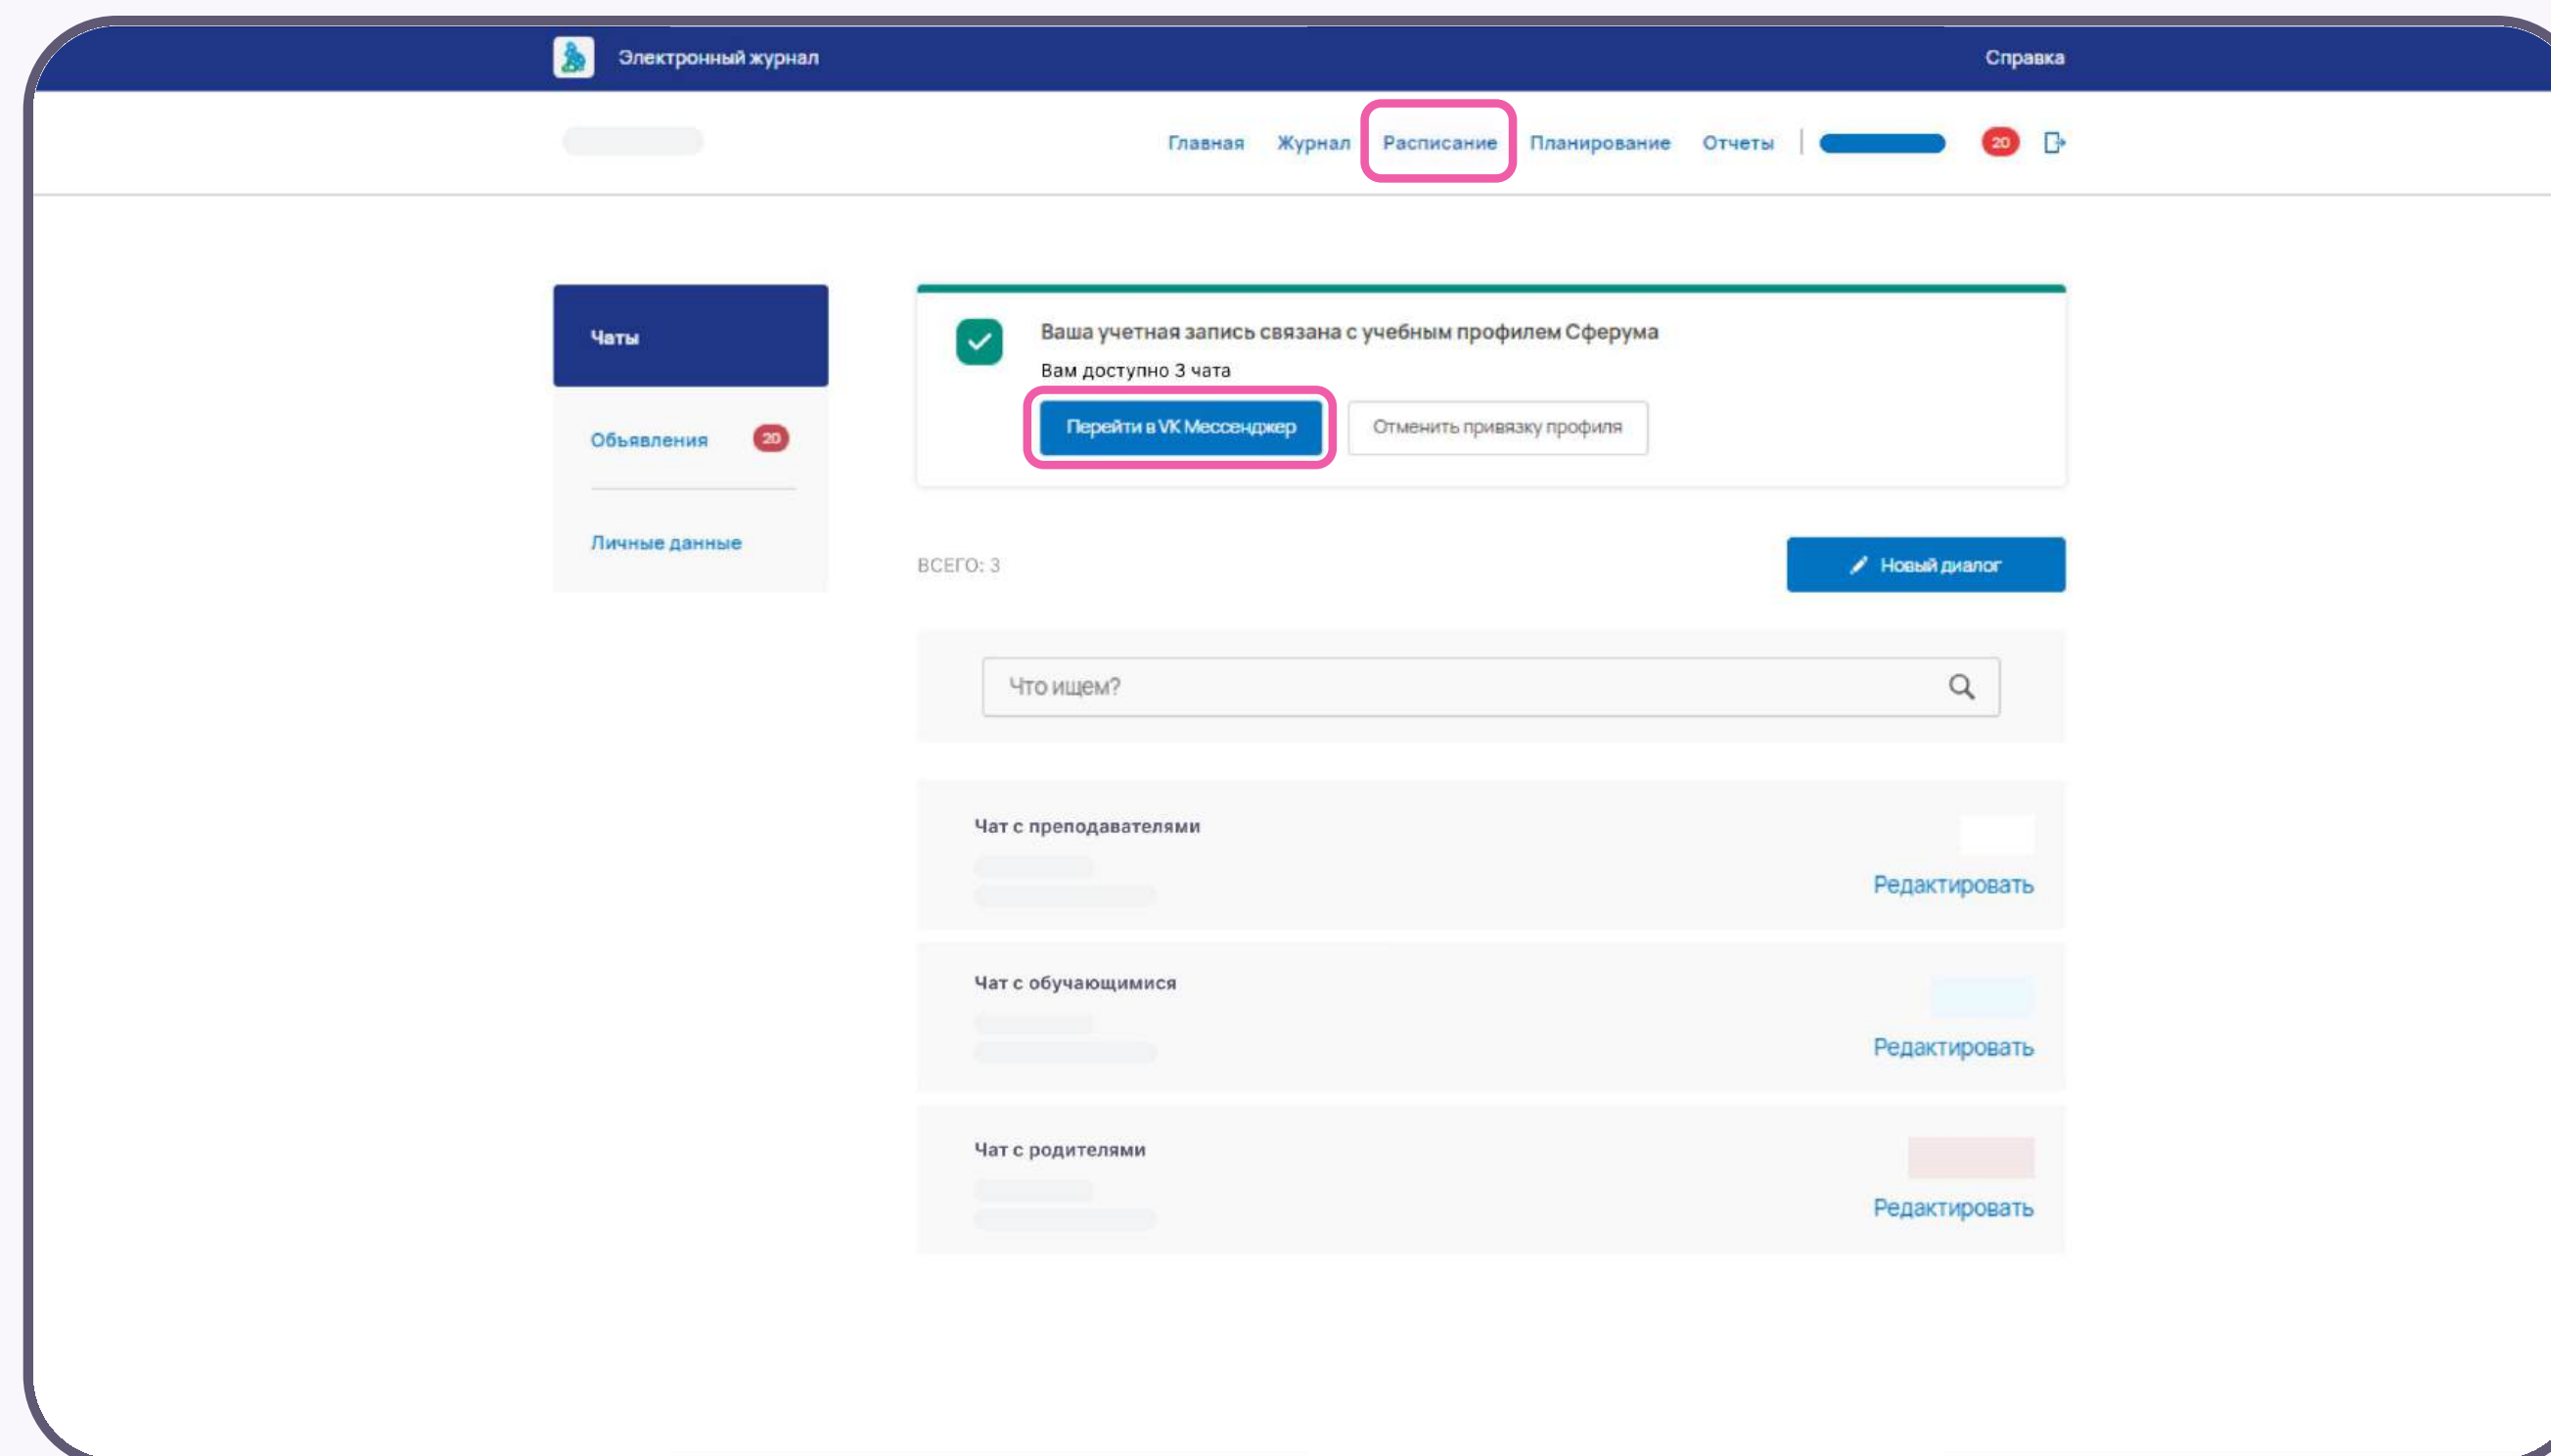 Электронный журнал
Справка
Главная Журнал Расписание Планирование Отчеты 20
Чаты
Объявления 20
Личные данные
Ваша учетная запись связана с учебным профилем Сферума
Вам доступно 3 чата
Перейти в VK Мессенджер
Отменить привязку профиля
ВСЕГО: 3
Новый диалог
Что ищем?
Чат с преподавателями
Редактировать
Чат с обучающимися
Редактировать
Чат с родителями
Редактировать